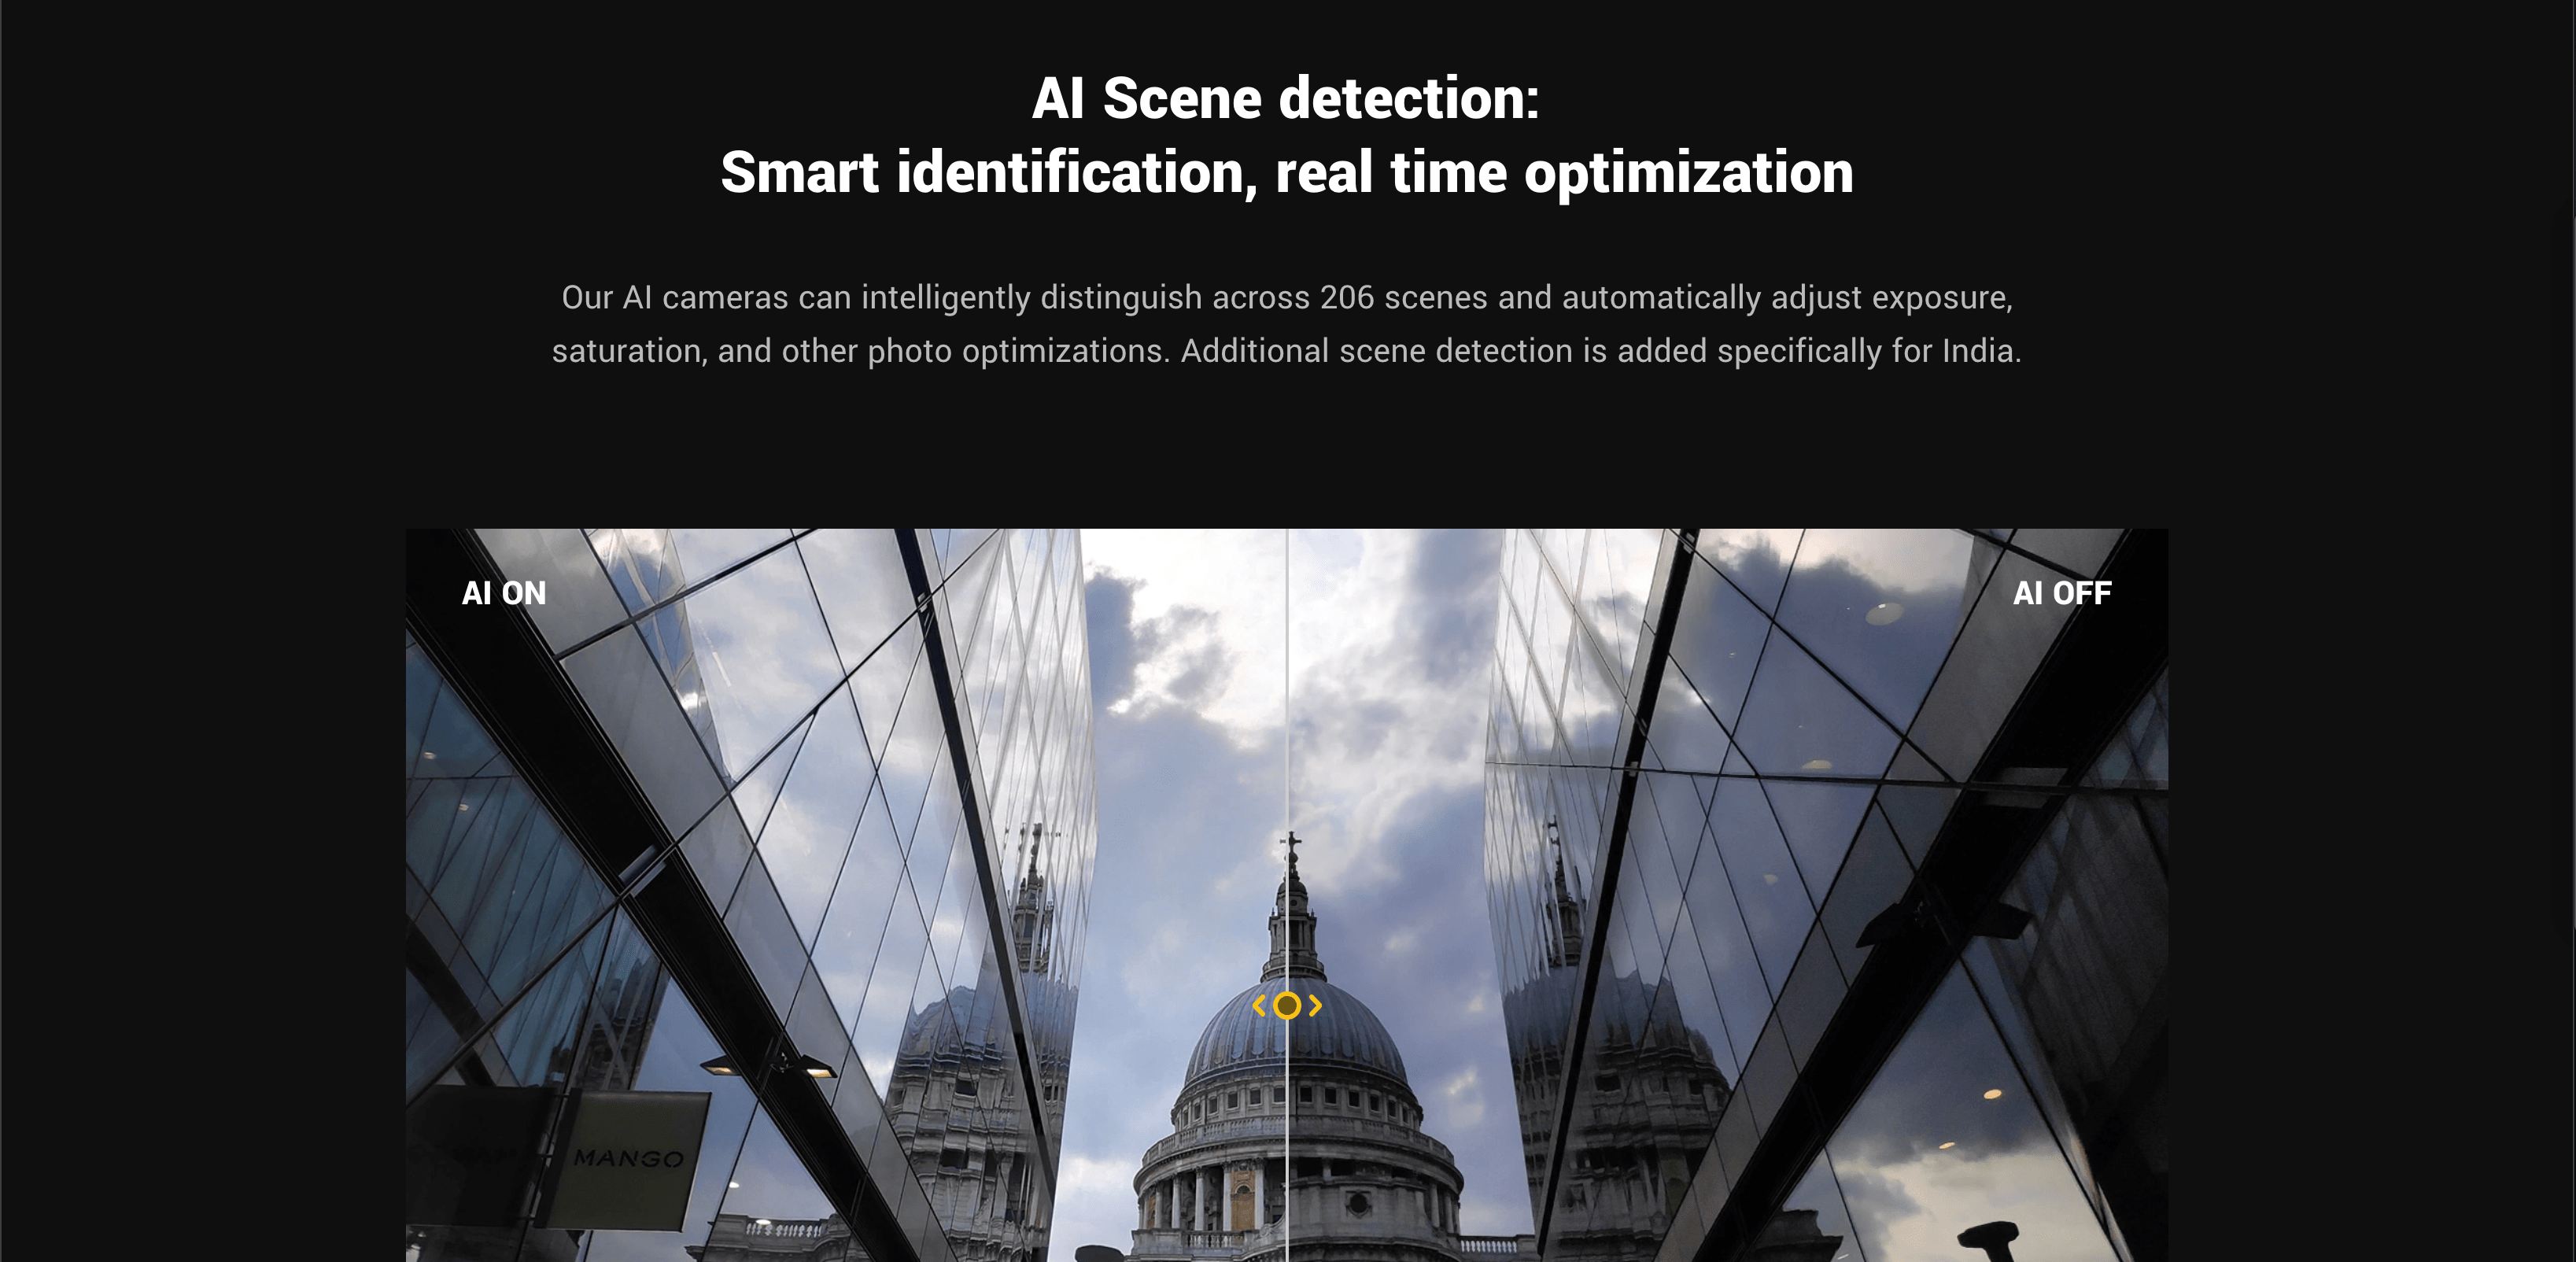 AI Scene detection:
Smart identification, real time optimization
Our AI cameras can intelligently distinguish across 206 scenes and automatically adjust exposure,
saturation, and other photo optimizations. Additional scene detection is added specifically for India.
AI ON
AI OFF
MANGO